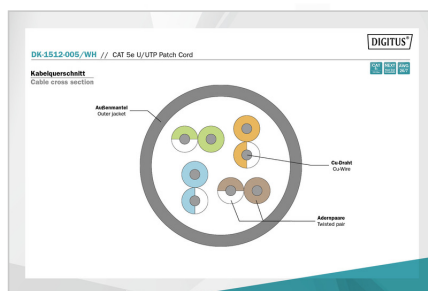 DIGITUS®
DK-1512-005/WH // CAT 5e U/UTP Patch Cord
Kabelquerschnitt
Cable cross section
Außenmantel
Outer jacket
Cu-Draht
Cu-Wire
Adernpaare
Twisted pair